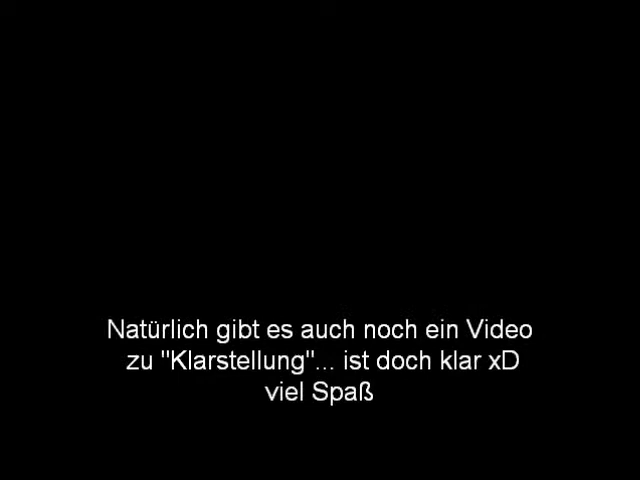 Natürlich gibt es auch noch ein Video
zu "Klarstellung"... ist doch klar xD
viel Spaß